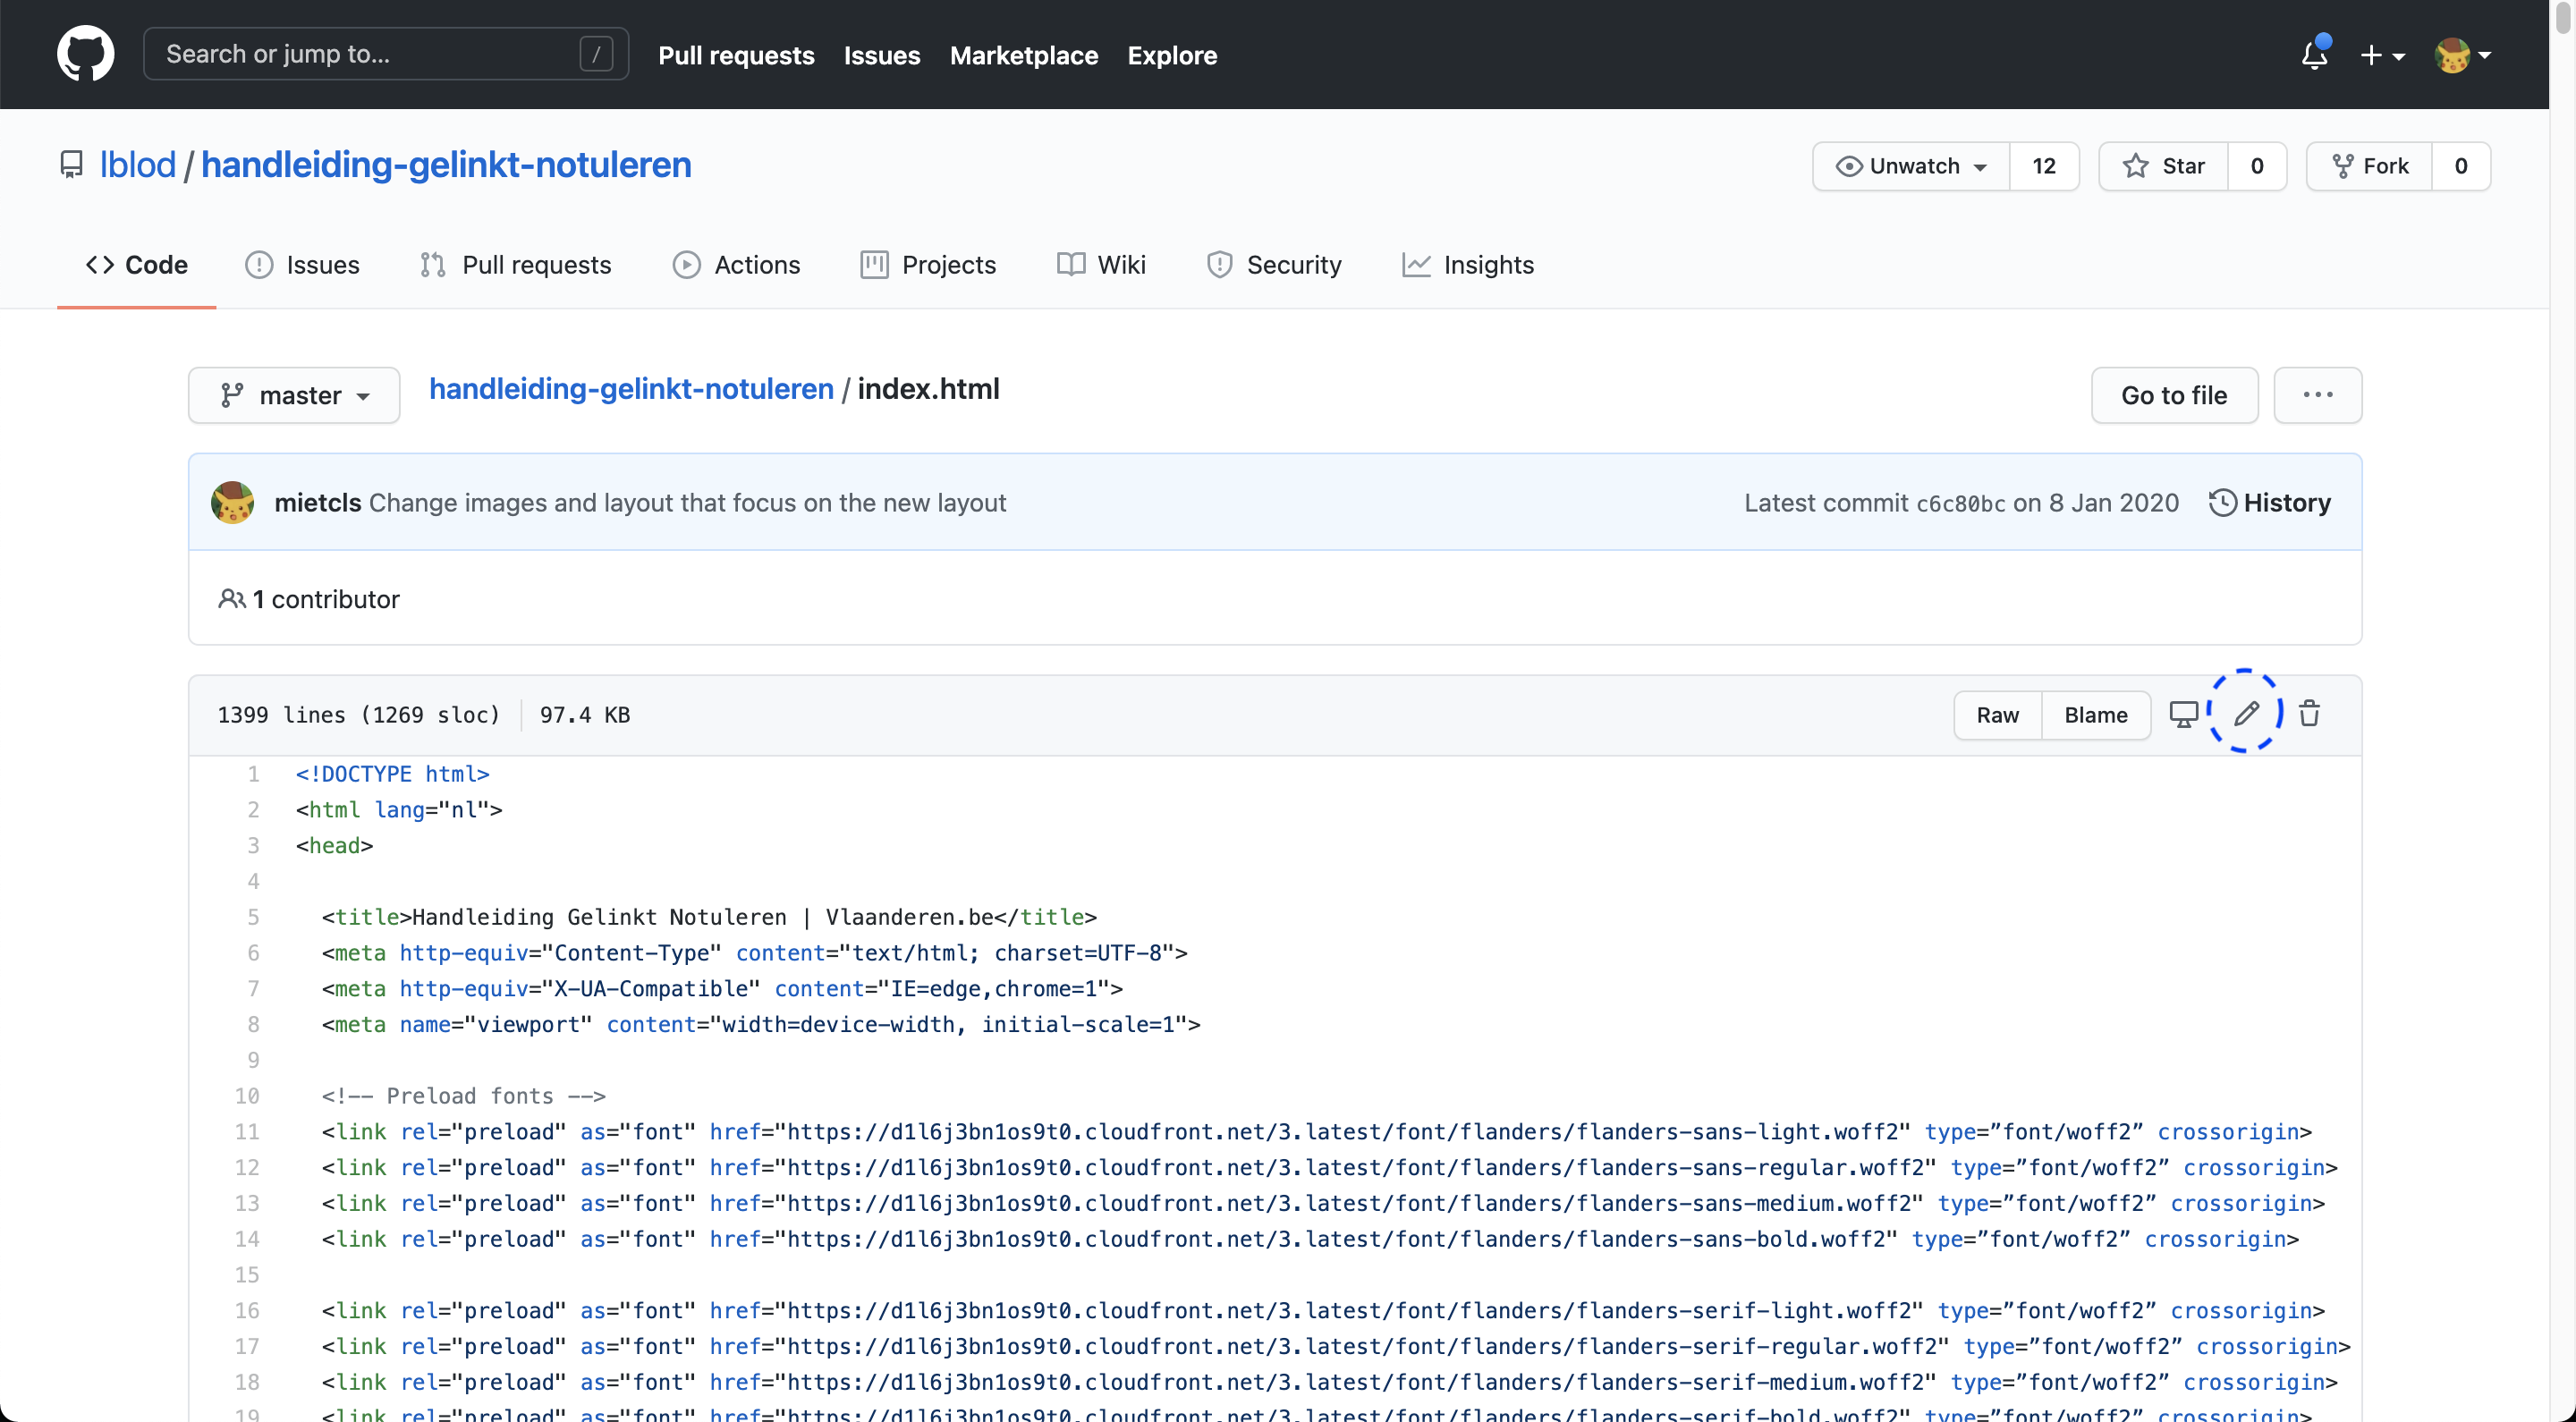 Search or jump to... /
Pull requests Issues Marketplace Explore
lblod / handleiding-gelinkt-notuleren
Unwatch 12 Star 0 Fork 0
Code Issues Pull requests Actions Projects Wiki Security Insights
master handleiding-gelinkt-notuleren / index.html Go to file ...
mietcls Change images and layout that focus on the new layout Latest commit c6c80bc on 8 Jan 2020 History
1 contributor
1399 lines (1269 sloc) 97.4 KB Raw Blame
1 <!DOCTYPE html>
2 <html lang="nl">
3 <head>
4
5 <title>Handleiding Gelinkt Notuleren | Vlaanderen.be</title>
6 <meta http-equiv="Content-Type" content="text/html; charset=UTF-8">
7 <meta http-equiv="X-UA-Compatible" content="IE=edge,chrome=1">
8 <meta name="viewport" content="width=device-width, initial-scale=1">
9
10 <!-- Preload fonts -->
11 <link rel="preload" as="font" href="https://d1l6j3bn1os9t0.cloudfront.net/3.latest/font/flanders/flanders-sans-light.woff2" type=”font/woff2” crossorigin>
12 <link rel="preload" as="font" href="https://d1l6j3bn1os9t0.cloudfront.net/3.latest/font/flanders/flanders-sans-regular.woff2" type=”font/woff2” crossorigin>
13 <link rel="preload" as="font" href="https://d1l6j3bn1os9t0.cloudfront.net/3.latest/font/flanders/flanders-sans-medium.woff2" type=”font/woff2” crossorigin>
14 <link rel="preload" as="font" href="https://d1l6j3bn1os9t0.cloudfront.net/3.latest/font/flanders/flanders-sans-bold.woff2" type=”font/woff2” crossorigin>
15
16 <link rel="preload" as="font" href="https://d1l6j3bn1os9t0.cloudfront.net/3.latest/font/flanders/flanders-serif-light.woff2" type=”font/woff2” crossorigin>
17 <link rel="preload" as="font" href="https://d1l6j3bn1os9t0.cloudfront.net/3.latest/font/flanders/flanders-serif-regular.woff2" type=”font/woff2” crossorigin>
18 <link rel="preload" as="font" href="https://d1l6j3bn1os9t0.cloudfront.net/3.latest/font/flanders/flanders-serif-medium.woff2" type=”font/woff2” crossorigin>
19 <link rel="preload" as="font" href="https://d1l6j3bn1os9t0.cloudfront.net/3.latest/font/flanders/flanders-serif-bold.woff2" type=”font/woff2” crossorigin>